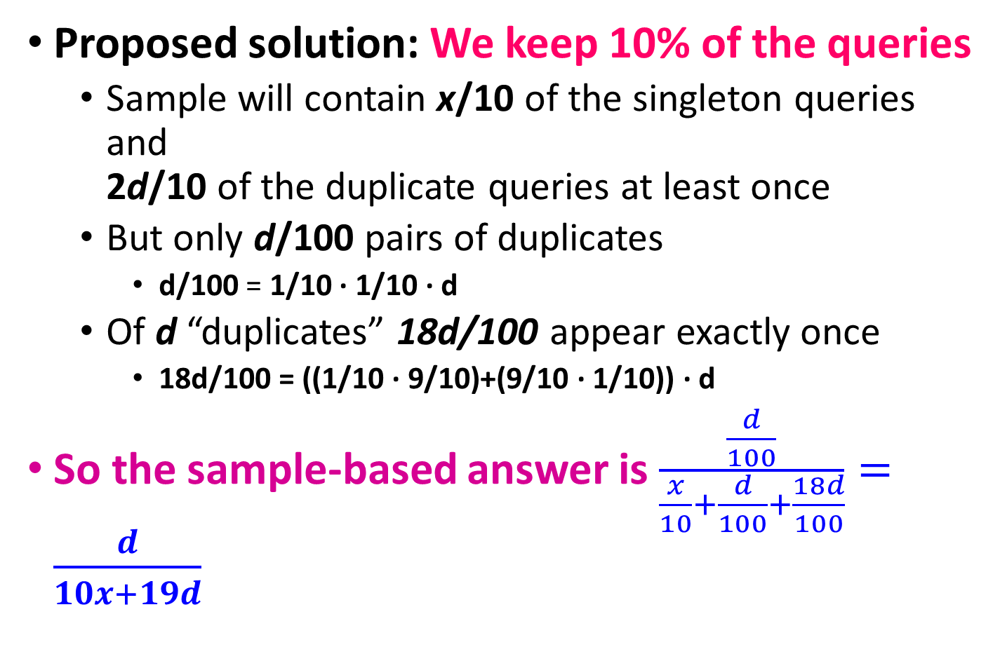 • Proposed solution: We keep 10% of the queries
• Sample will contain x/10 of the singleton queries
and
2d/10 of the duplicate queries at least once
• But only d/100 pairs of duplicates
• d/100 = 1/10 · 1/10 · d
• Of d “duplicates” 18d/100 appear exactly once
• 18d/100 = ((1/10 · 9/10)+(9/10 · 1/10)) · d
• So the sample-based answer is \frac{\frac{d}{100}}{\frac{x}{10}+\frac{d}{100}+\frac{18d}{100}} =
\frac{d}{10x+19d}